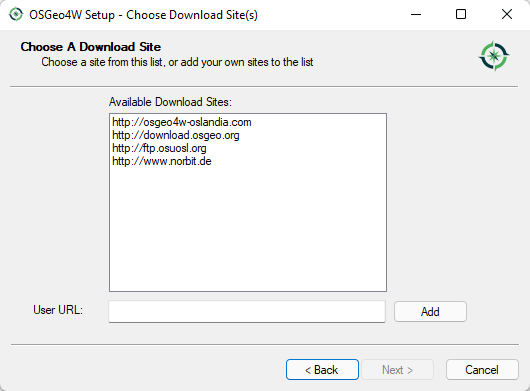 OSGeo4W Setup - Choose Download Site(s)
Choose A Download Site
Choose a site from this list, or add your own sites to the list
Available Download Sites:
http://osgeo4w-oslandia.com
http://download.osgeo.org
http://ftp.osuosl.org
http://www.norbit.de
User URL:
Add
< Back
Next >
Cancel